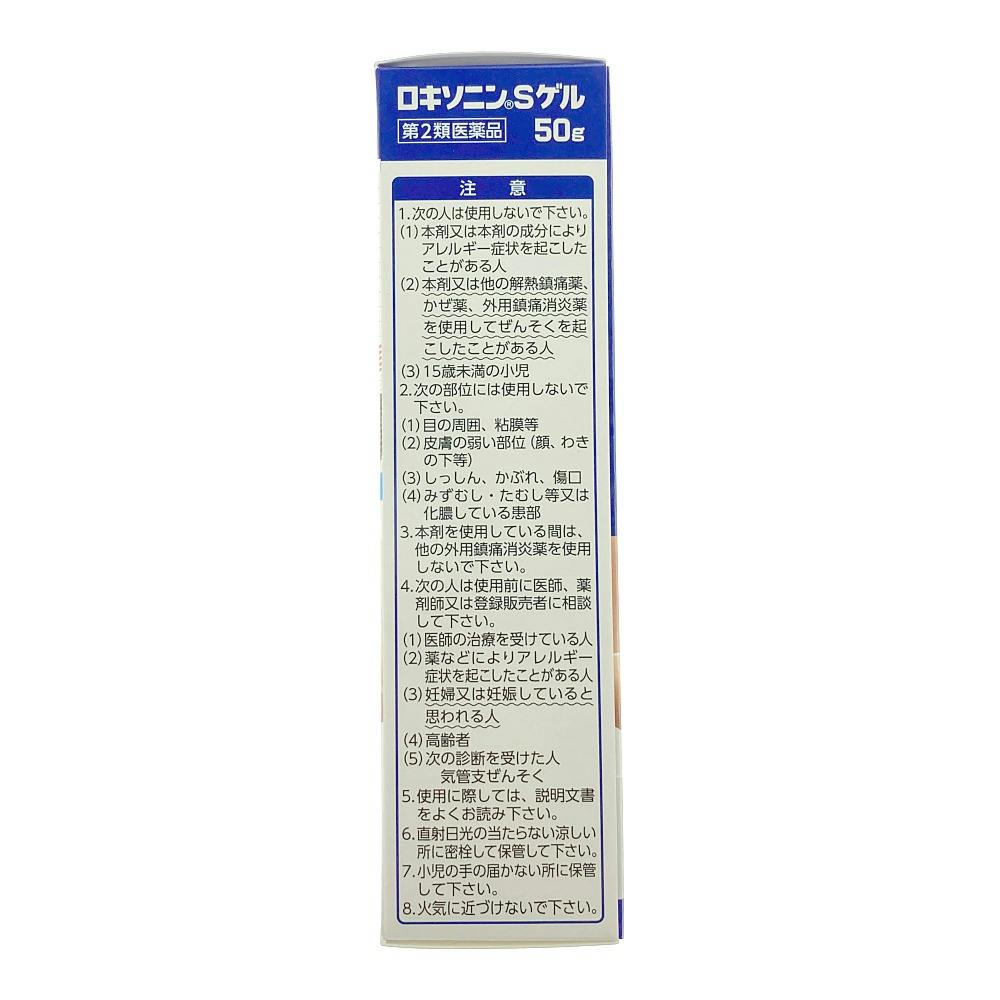 ロキソニン®Sゲル
第2類医薬品 50g
注 意
1.次の人は使用しないで下さい。
(1)本剤又は本剤の成分により
アレルギー症状を起こした
ことがある人
(2)本剤又は他の解熱鎮痛薬、
かぜ薬、外用鎮痛消炎薬
を使用してぜんそくを起
こしたことがある人
(3)15歳未満の小児
2.次の部位には使用しないで
下さい。
(1)目の周囲、粘膜等
(2)皮膚の弱い部位(顔、わき
の下等)
(3)しっしん、かぶれ、傷口
(4)みずむし・たむし等又は
化膿している患部
3.本剤を使用している間は、
他の外用鎮痛消炎薬を使用
しないで下さい。
4.次の人は使用前に医師、薬
剤師又は登録販売者に相談
して下さい。
(1)医師の治療を受けている人
(2)薬などによりアレルギー
症状を起こしたことがある人
(3)妊婦又は妊娠していると
思われる人
(4)高齢者
(5)次の診断を受けた人
気管支ぜんそく
5.使用に際しては、説明文書
をよくお読み下さい。
6.直射日光の当たらない涼しい
所に密栓して保管して下さい。
7.小児の手の届かない所に保管
して下さい。
8.火気に近づけないで下さい。